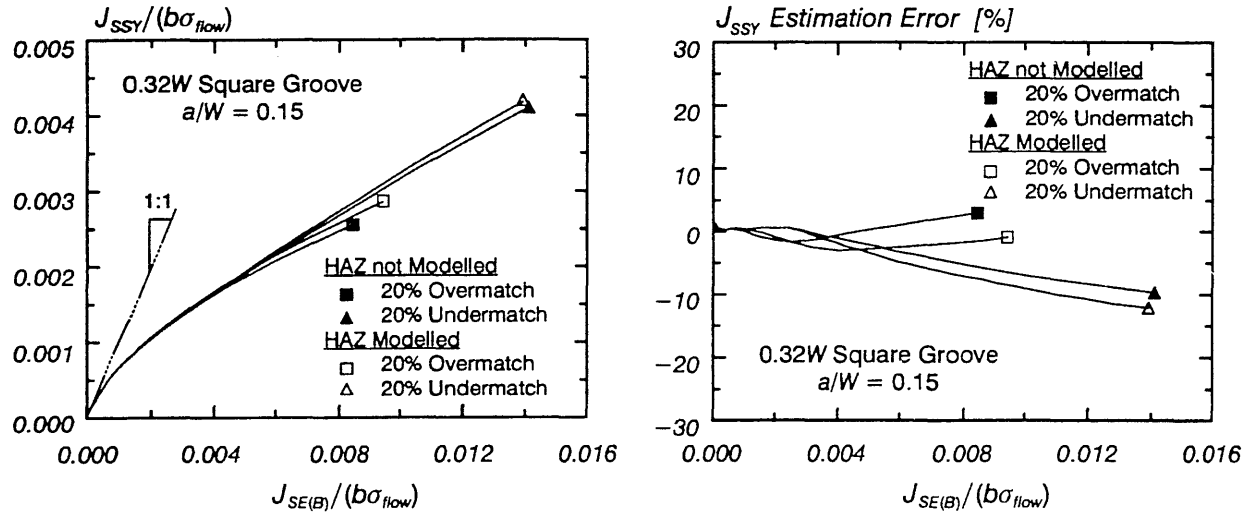 J_SSY/(bσ_flow)
0.005
0.004
0.003
0.002
0.001
0.000
0.32W Square Groove
a/W = 0.15
1:1
HAZ not Modelled
■ 20% Overmatch
▲ 20% Undermatch
HAZ Modelled
□ 20% Overmatch
△ 20% Undermatch
0.000 0.004 0.008 0.012 0.016
J_SE(B)/(bσ_flow)
J_SSY Estimation Error [%]
30
20
10
0
−10
−20
−30
HAZ not Modelled
■ 20% Overmatch
▲ 20% Undermatch
HAZ Modelled
□ 20% Overmatch
△ 20% Undermatch
0.32W Square Groove
a/W = 0.15
0.000 0.004 0.008 0.012 0.016
J_SE(B)/(bσ_flow)